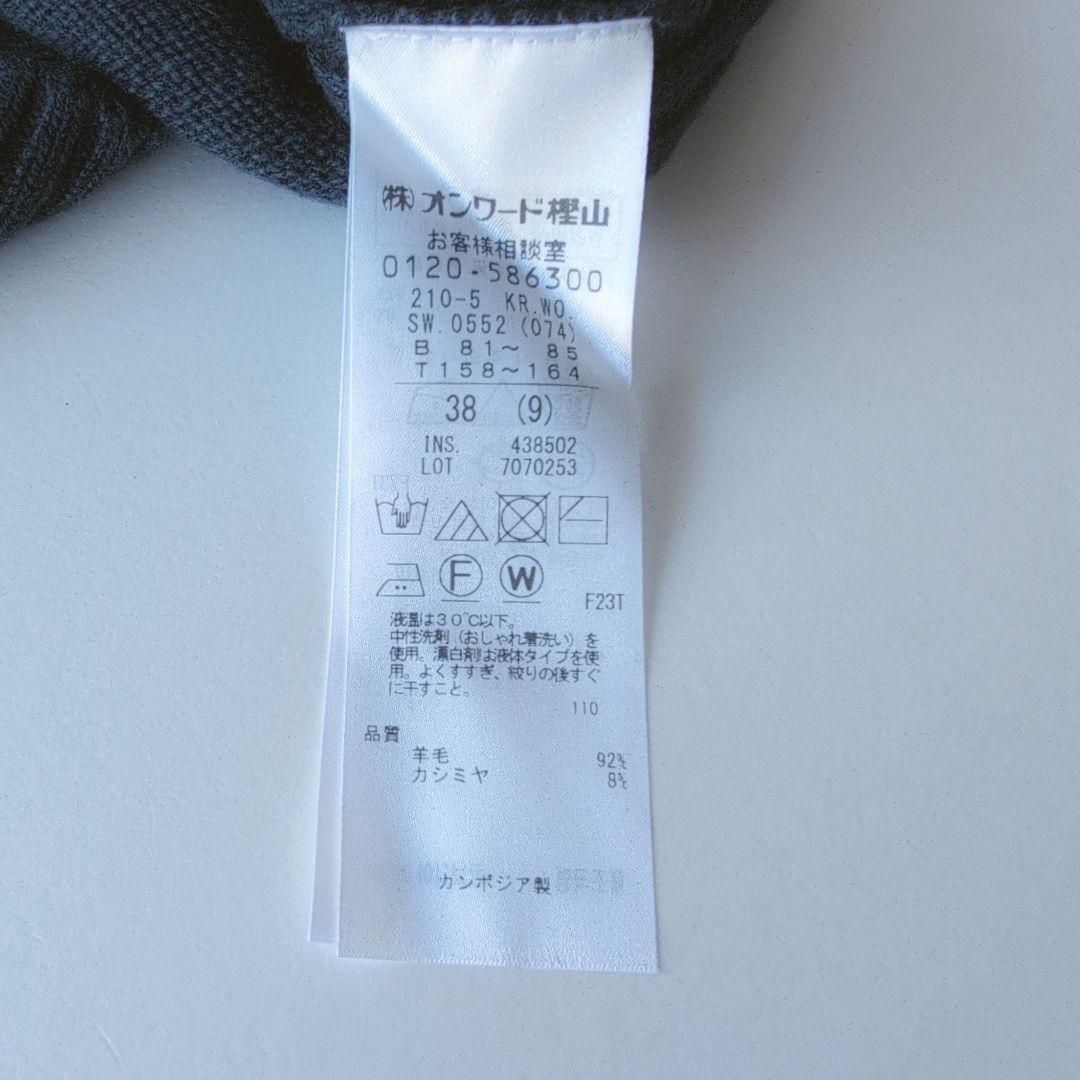 (株)オンワード樫山
お客様相談室
0120-586300
210-5 KR.WO.
SW.0552(074)
B 81～ 85
T158～164
38 (9)
INS. 438502
LOT 7070253
F
W
F23T
液温は30℃以下。
中性洗剤(おしゃれ着洗い)を
使用。漂白剤は液体タイプを使
用。よくすすぎ、絞りの後すぐ
に干すこと。
110
品質
羊毛 92%
カシミヤ 8%
カンボジア製